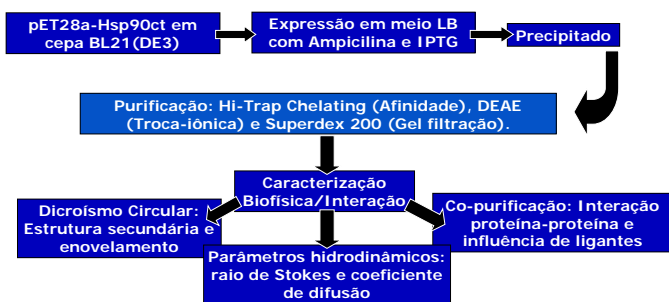 pET28a-Hsp90ct em
cepa BL21(DE3)
Expressão em meio LB
com Ampicilina e IPTG
Precipitado
Purificação: Hi-Trap Chelating (Afinidade), DEAE
(Troca-iônica) e Superdex 200 (Gel filtração).
Caracterização
Biofísica/Interação
Dicroísmo Circular:
Estrutura secundária e
enovelamento
Co-purificação: Interação
proteína-proteína e
influência de ligantes
Parâmetros hidrodinâmicos:
raio de Stokes e coeficiente
de difusão